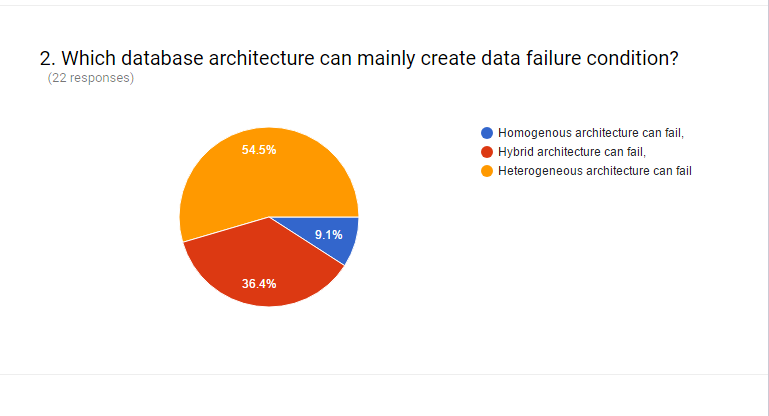 2. Which database architecture can mainly create data failure condition?
(22 responses)
54.5%
9.1%
36.4%
Homogenous architecture can fail,
Hybrid architecture can fail,
Heterogeneous architecture can fail